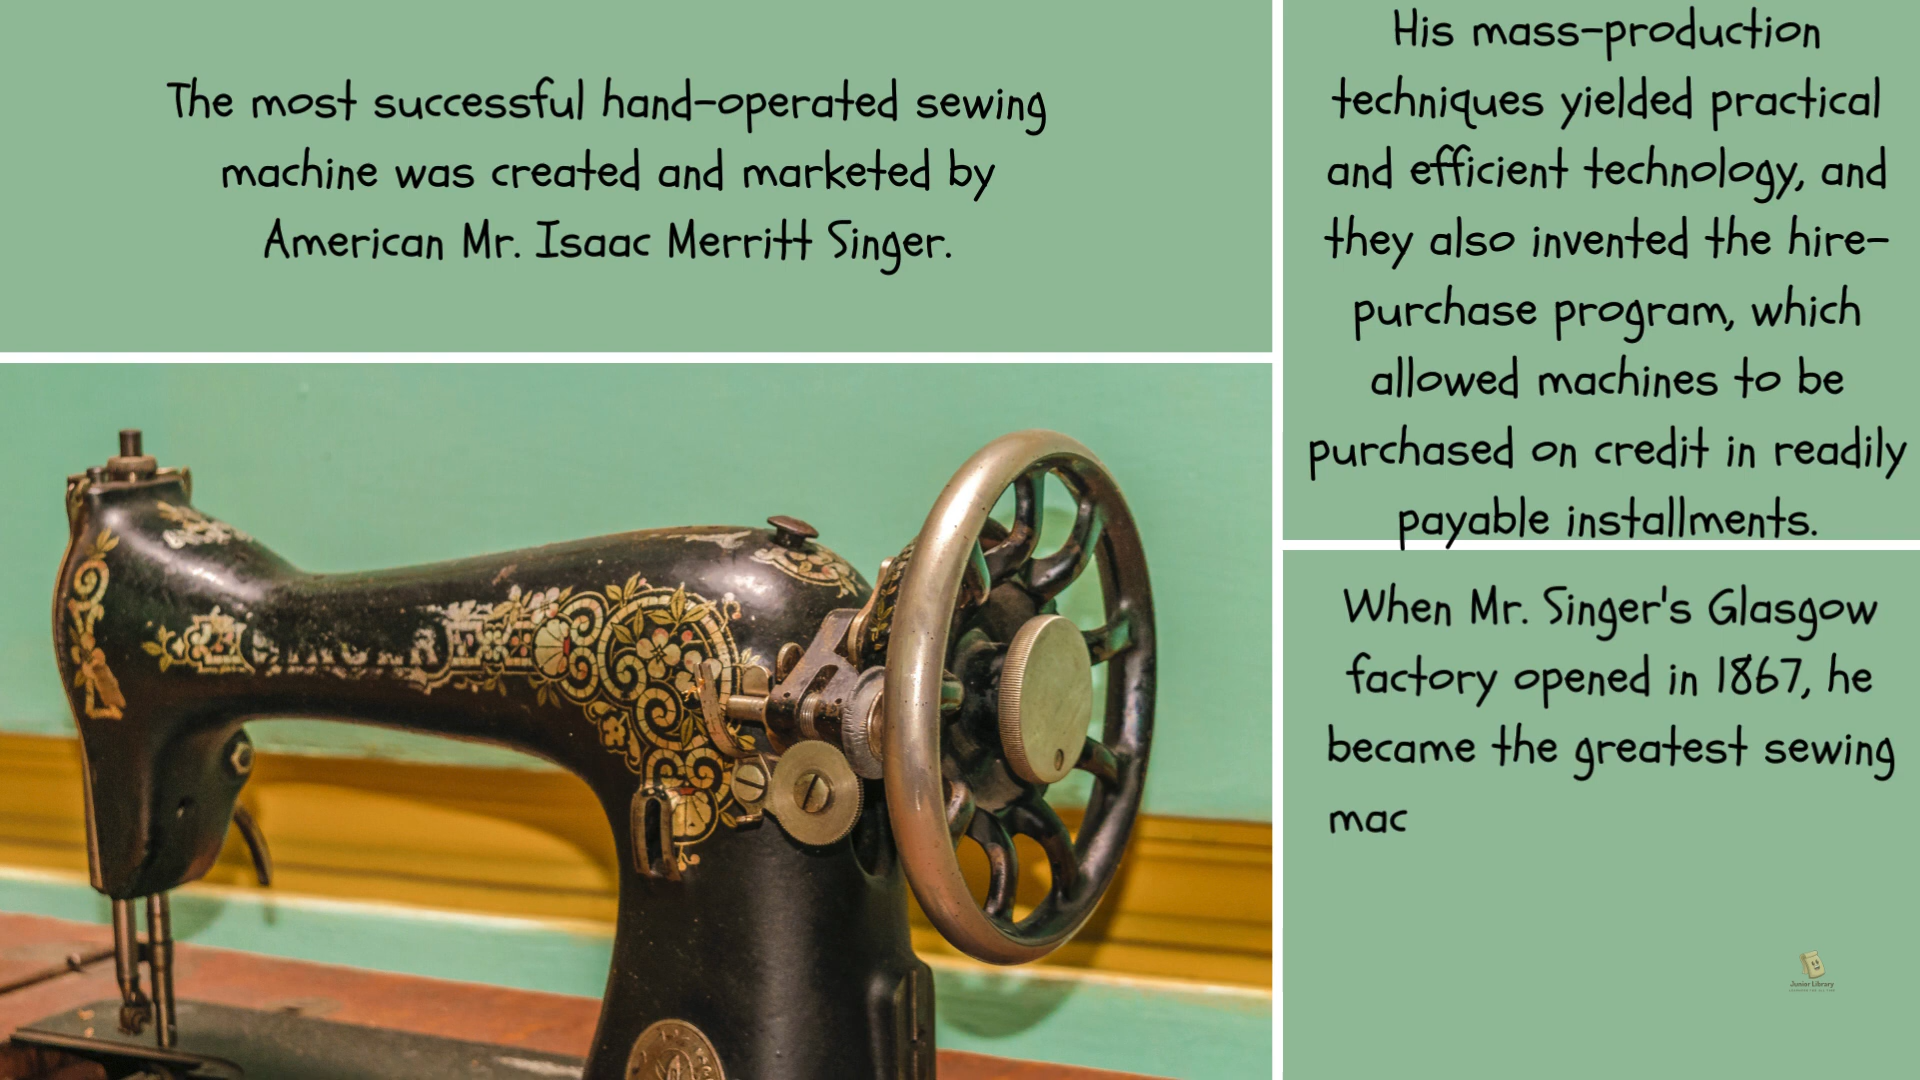 The most successful hand-operated sewing
machine was created and marketed by
American Mr. Isaac Merritt Singer.
His mass-production
techniques yielded practical
and efficient technology, and
they also invented the hire-
purchase program, which
allowed machines to be
purchased on credit in readily
payable installments.
When Mr. Singer's Glasgow
factory opened in 1867, he
became the greatest sewing
mac
Junior Library